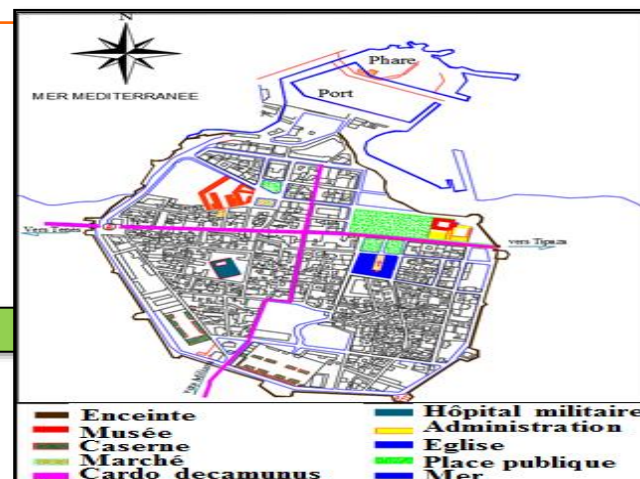 N
MER MEDITERRANEE
Phare
Port
Vers Tenes
vers Tipaza
Enceinte
Musée
Caserne
Marché
Cardo decamunus
Hôpital militaire
Administration
Eglise
Place publique
Mer